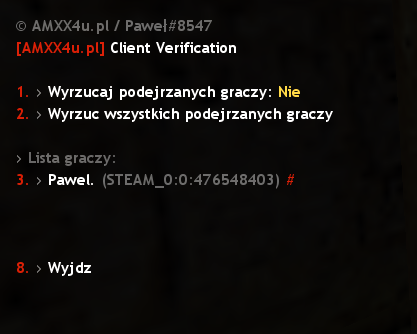 © AMXX4u.pl / Paweł#8547
[AMXX4u.pl] Client Verification
1. > Wyrzucaj podejrzanych graczy: Nie
2. > Wyrzuc wszystkich podejrzanych graczy
> Lista graczy:
3. > Pawel. (STEAM_0:0:476548403) #
8. > Wyjdz